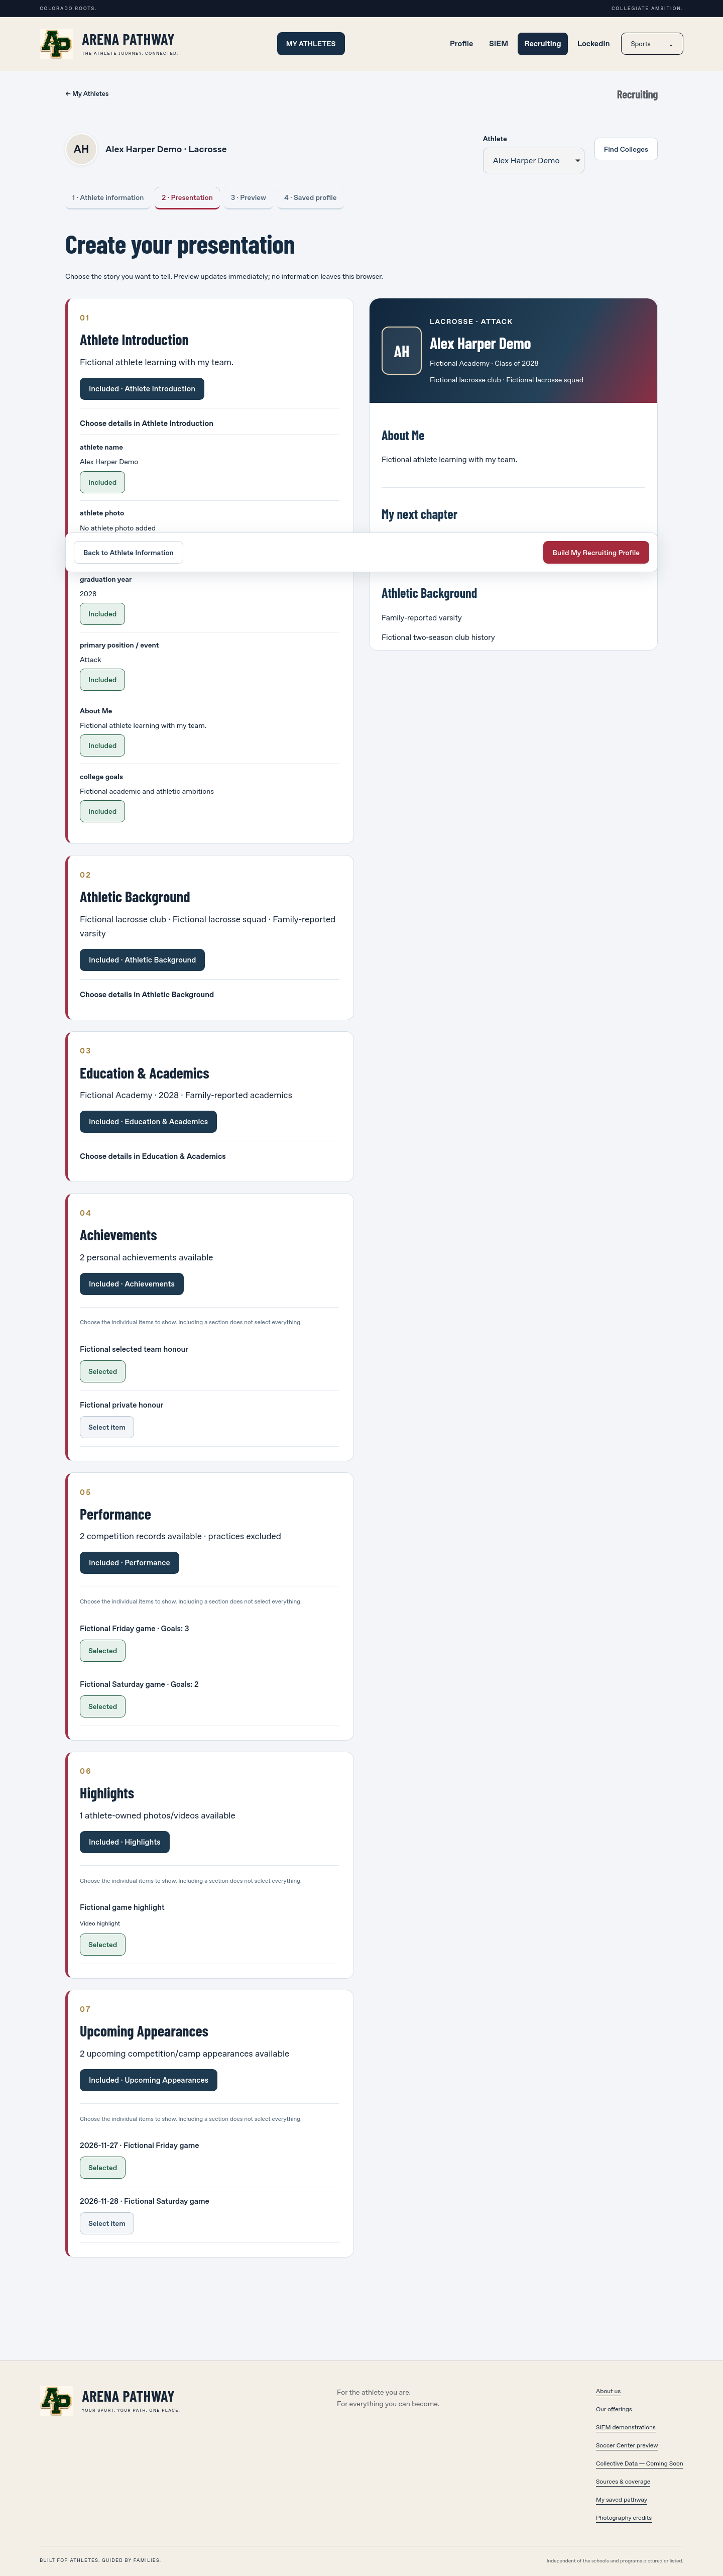 COLORADO ROOTS.
COLLEGIATE AMBITION.
AP
ARENA PATHWAY
THE ATHLETE JOURNEY, CONNECTED.
MY ATHLETES
Profile
SIEM
Recruiting
LockedIn
Sports
← My Athletes
Recruiting
AH
Alex Harper Demo · Lacrosse
Athlete
Alex Harper Demo
Find Colleges
1 · Athlete information
2 · Presentation
3 · Preview
4 · Saved profile
Create your presentation
Choose the story you want to tell. Preview updates immediately; no information leaves this browser.
01
Athlete Introduction
Fictional athlete learning with my team.
Included · Athlete Introduction
Choose details in Athlete Introduction
athlete name
Alex Harper Demo
Included
athlete photo
No athlete photo added
LACROSSE · ATTACK
AH
Alex Harper Demo
Fictional Academy · Class of 2028
Fictional lacrosse club · Fictional lacrosse squad
About Me
Fictional athlete learning with my team.
My next chapter
Back to Athlete Information
Build My Recruiting Profile
Athletic Background
Family-reported varsity
Fictional two-season club history
graduation year
2028
Included
primary position / event
Attack
Included
About Me
Fictional athlete learning with my team.
Included
college goals
Fictional academic and athletic ambitions
Included
02
Athletic Background
Fictional lacrosse club · Fictional lacrosse squad · Family-reported
varsity
Included · Athletic Background
Choose details in Athletic Background
03
Education & Academics
Fictional Academy · 2028 · Family-reported academics
Included · Education & Academics
Choose details in Education & Academics
04
Achievements
2 personal achievements available
Included · Achievements
Choose the individual items to show. Including a section does not select everything.
Fictional selected team honour
Selected
Fictional private honour
Select item
05
Performance
2 competition records available · practices excluded
Included · Performance
Choose the individual items to show. Including a section does not select everything.
Fictional Friday game · Goals: 3
Selected
Fictional Saturday game · Goals: 2
Selected
06
Highlights
1 athlete-owned photos/videos available
Included · Highlights
Choose the individual items to show. Including a section does not select everything.
Fictional game highlight
Video highlight
Selected
07
Upcoming Appearances
2 upcoming competition/camp appearances available
Included · Upcoming Appearances
Choose the individual items to show. Including a section does not select everything.
2026-11-27 · Fictional Friday game
Selected
2026-11-28 · Fictional Saturday game
Select item
AP
ARENA PATHWAY
YOUR SPORT. YOUR PATH. ONE PLACE.
For the athlete you are.
For everything you can become.
About us
Our offerings
SIEM demonstrations
Soccer Center preview
Collective Data — Coming Soon
Sources & coverage
My saved pathway
Photography credits
BUILT FOR ATHLETES. GUIDED BY FAMILIES.
Independent of the schools and programs pictured or listed.